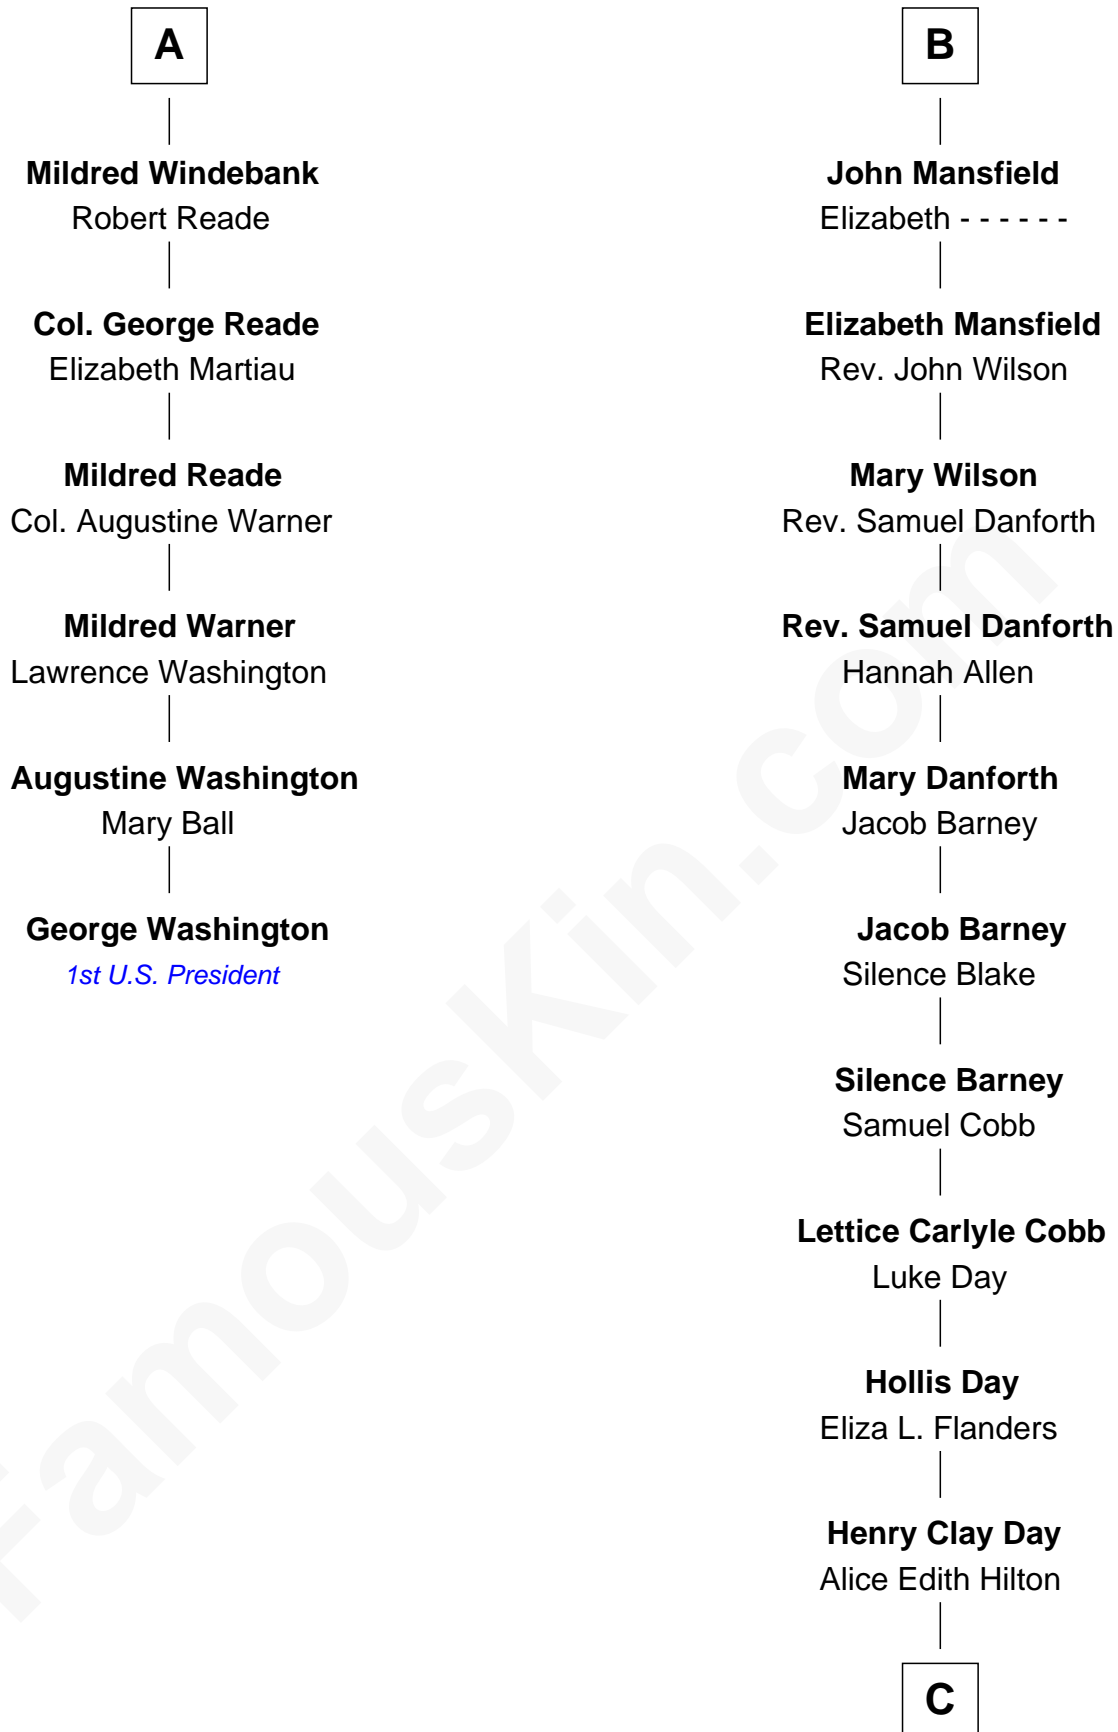 A
Mildred Windebank
Robert Reade
Col. George Reade
Elizabeth Martiau
Mildred Reade
Col. Augustine Warner
Mildred Warner
Lawrence Washington
Augustine Washington
Mary Ball
George Washington
1st U.S. President
B
John Mansfield
Elizabeth - - - - - -
Elizabeth Mansfield
Rev. John Wilson
Mary Wilson
Rev. Samuel Danforth
Rev. Samuel Danforth
Hannah Allen
Mary Danforth
Jacob Barney
Jacob Barney
Silence Blake
Silence Barney
Samuel Cobb
Lettice Carlyle Cobb
Luke Day
Hollis Day
Eliza L. Flanders
Henry Clay Day
Alice Edith Hilton
C
FamousKin.com